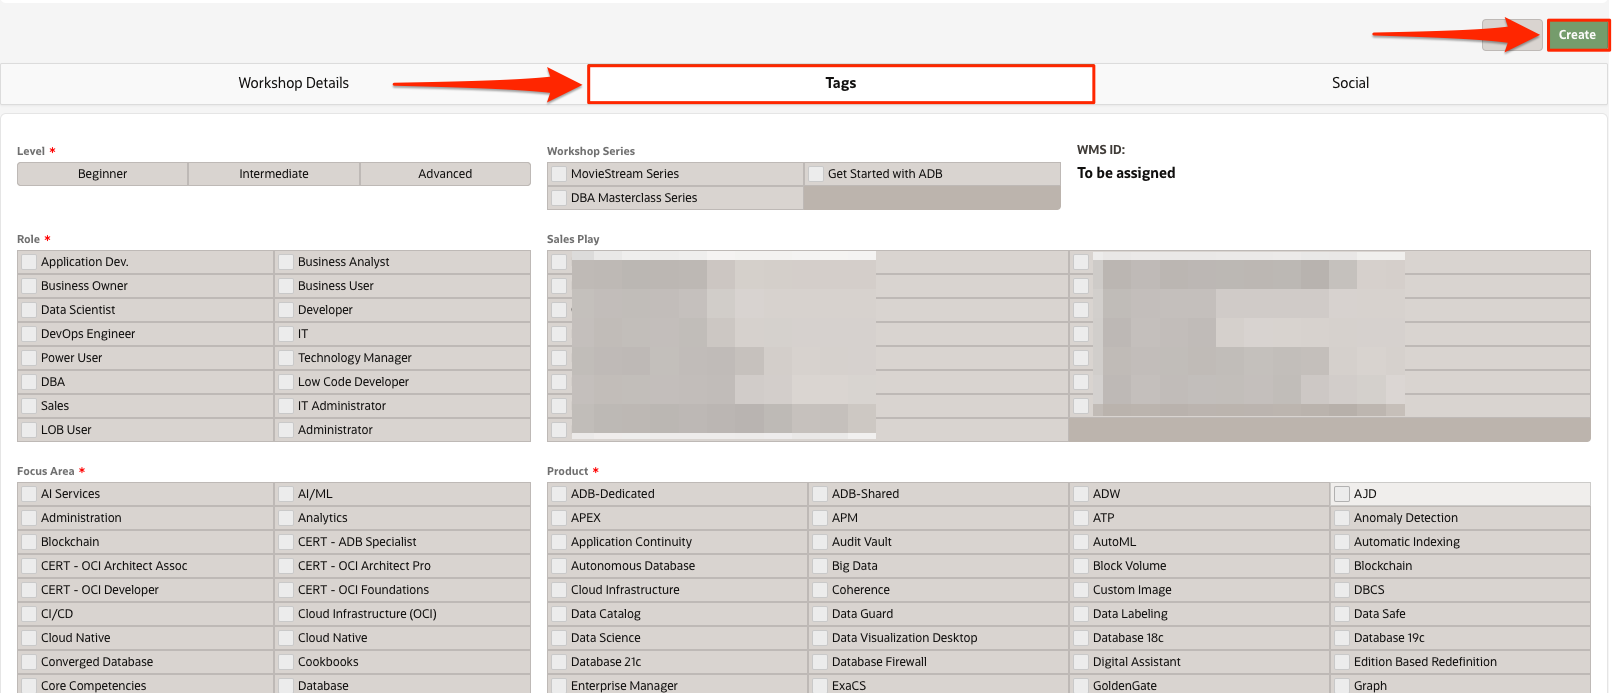 Create
Workshop Details Tags Social
Level * Workshop Series WMS ID:
Beginner Intermediate Advanced MovieStream Series Get Started with ADB To be assigned
DBA Masterclass Series
Role * Sales Play
Application Dev. Business Analyst
Business Owner Business User
Data Scientist Developer
DevOps Engineer IT
Power User Technology Manager
DBA Low Code Developer
Sales IT Administrator
LOB User Administrator
Focus Area * Product *
AI Services AI/ML ADB-Dedicated ADB-Shared ADW AJD
Administration Analytics APEX APM ATP Anomaly Detection
Blockchain CERT - ADB Specialist Application Continuity Audit Vault AutoML Automatic Indexing
CERT - OCI Architect Assoc CERT - OCI Architect Pro Autonomous Database Big Data Block Volume Blockchain
CERT - OCI Developer CERT - OCI Foundations Cloud Infrastructure Coherence Custom Image DBCS
CI/CD Cloud Infrastructure (OCI) Data Catalog Data Guard Data Labeling Data Safe
Cloud Native Cloud Native Data Science Data Visualization Desktop Database 18c Database 19c
Converged Database Cookbooks Database 21c Database Firewall Digital Assistant Edition Based Redefinition
Core Competencies Database Enterprise Manager ExaCS GoldenGate Graph